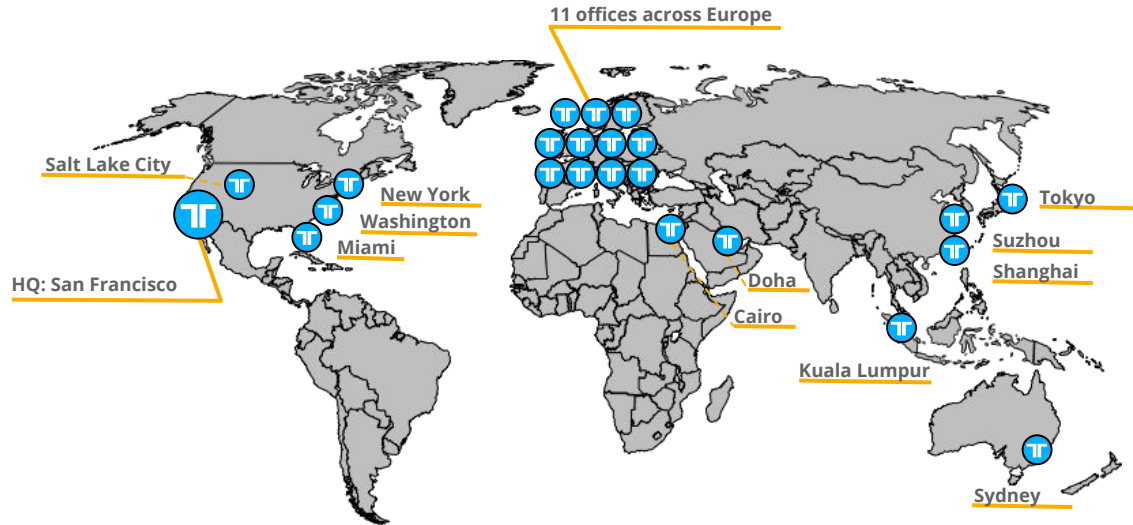 11 offices across Europe
Salt Lake City
New York
Washington
Miami
HQ: San Francisco
Tokyo
Suzhou
Shanghai
Doha
Cairo
Kuala Lumpur
Sydney